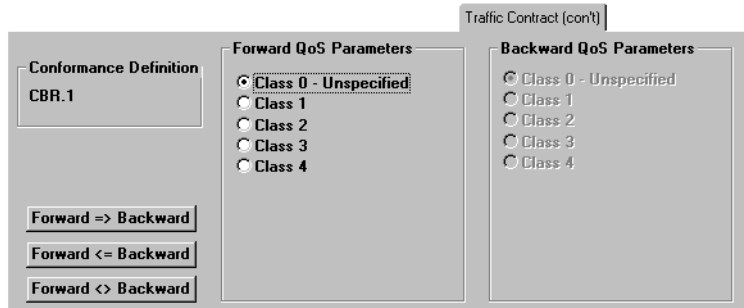 Traffic Contract (con't)
Conformance Definition
CBR.1
Forward => Backward
Forward <= Backward
Forward <> Backward
Forward QoS Parameters
Class 0 - Unspecified
Class 1
Class 2
Class 3
Class 4
Backward QoS Parameters
Class 0 - Unspecified
Class 1
Class 2
Class 3
Class 4